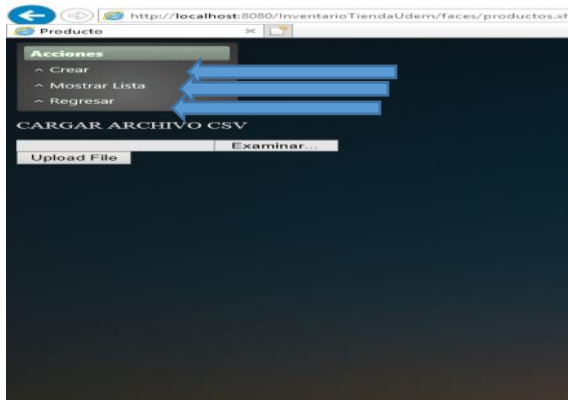 http://localhost:8080/InventarioTiendaUdem/faces/productos.xh
Producto
Acciones
Crear
Mostrar Lista
Regresar
CARGAR ARCHIVO CSV
Examinar...
Upload File